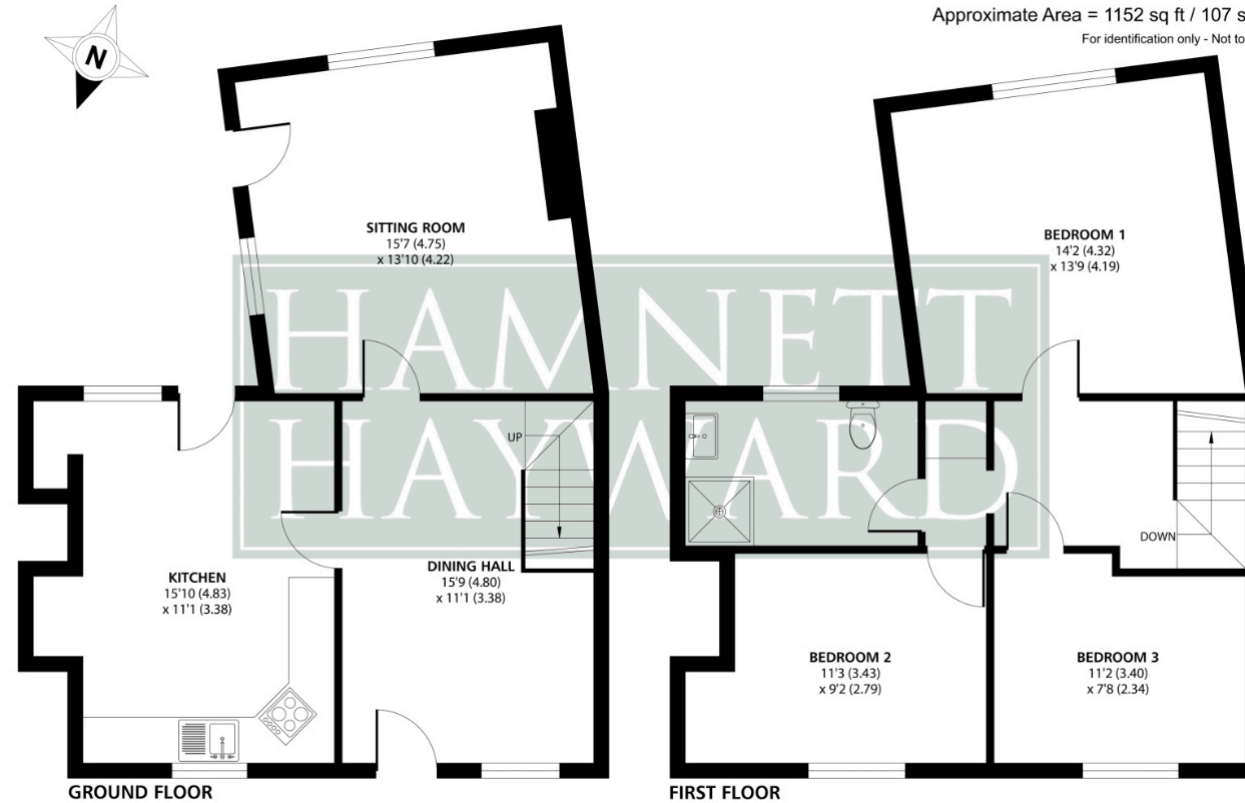 Approximate Area = 1152 sq ft / 107 s
For identification only - Not to
N
SITTING ROOM
15'7 (4.75)
x 13'10 (4.22)
BEDROOM 1
14'2 (4.32)
x 13'9 (4.19)
HAMNETT
HAYWARD
UP
DOWN
KITCHEN
15'10 (4.83)
x 11'1 (3.38)
DINING HALL
15'9 (4.80)
x 11'1 (3.38)
BEDROOM 2
11'3 (3.43)
x 9'2 (2.79)
BEDROOM 3
11'2 (3.40)
x 7'8 (2.34)
GROUND FLOOR
FIRST FLOOR